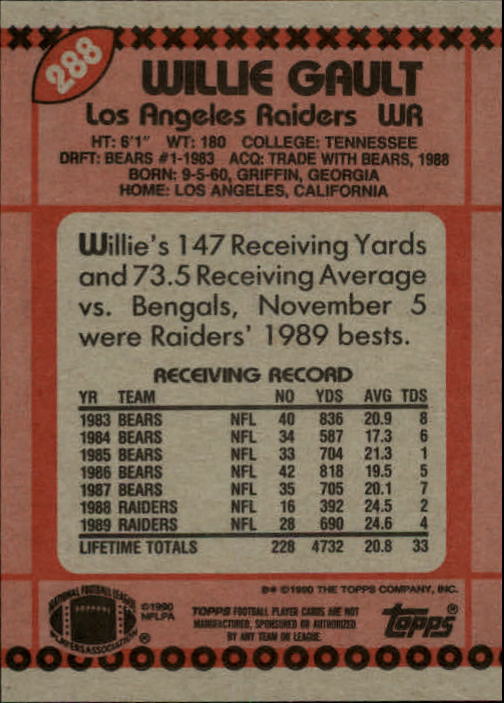 288
WILLIE GAULT
Los Angeles Raiders WR
HT: 6'1" WT: 180 COLLEGE: TENNESSEE
DRFT: BEARS #1-1983 ACQ: TRADE WITH BEARS, 1988
BORN: 9-5-60, GRIFFIN, GEORGIA
HOME: LOS ANGELES, CALIFORNIA
Willie's 147 Receiving Yards
and 73.5 Receiving Average
vs. Bengals, November 5
were Raiders' 1989 bests.
RECEIVING RECORD
YR TEAM NO YDS AVG TDS
1983 BEARS NFL 40 836 20.9 8
1984 BEARS NFL 34 587 17.3 6
1985 BEARS NFL 33 704 21.3 1
1986 BEARS NFL 42 818 19.5 5
1987 BEARS NFL 35 705 20.1 7
1988 RAIDERS NFL 16 392 24.5 2
1989 RAIDERS NFL 28 690 24.6 4
LIFETIME TOTALS 228 4732 20.8 33
B** ©1990 THE TOPPS COMPANY, INC.
NATIONAL FOOTBALL LEAGUE
PLAYERS ASSOCIATION ®
©1990
NFLPA
TOPPS FOOTBALL PLAYER CARDS ARE NOT
MANUFACTURED, SPONSORED OR AUTHORIZED
BY ANY TEAM OR LEAGUE.
topps®